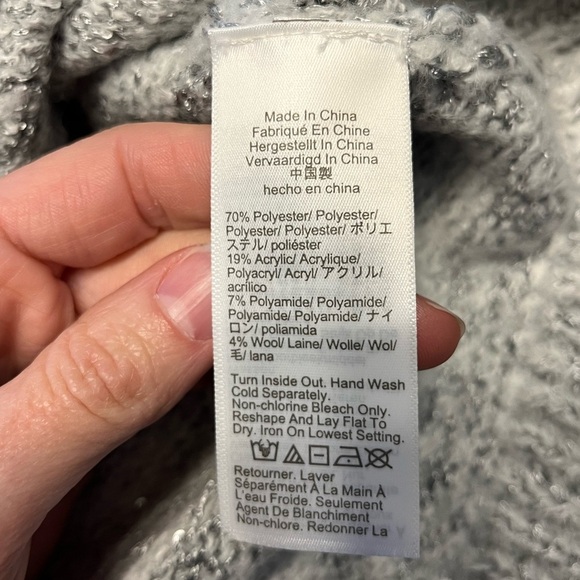 Made In China
Fabriqué En Chine
Hergestellt In China
Vervaardigd In China
中国製
hecho en china
70% Polyester/ Polyester/
Polyester/ Polyester/ ポリエ
ステル/ poliéster
19% Acrylic/ Acrylique/
Polyacryl/ Acryl/ アクリル/
acrílico
7% Polyamide/ Polyamide/
Polyamide/ Polyamide/ ナイ
ロン/ poliamida
4% Wool/ Laine/ Wolle/ Wol/
毛/ lana
Turn Inside Out. Hand Wash
Cold Separately.
Non-chlorine Bleach Only.
Reshape And Lay Flat To
Dry. Iron On Lowest Setting.
Retourner. Laver
Séparément À La Main À
L'eau Froide. Seulement
Agent De Blanchiment
Non-chlore. Redonner La